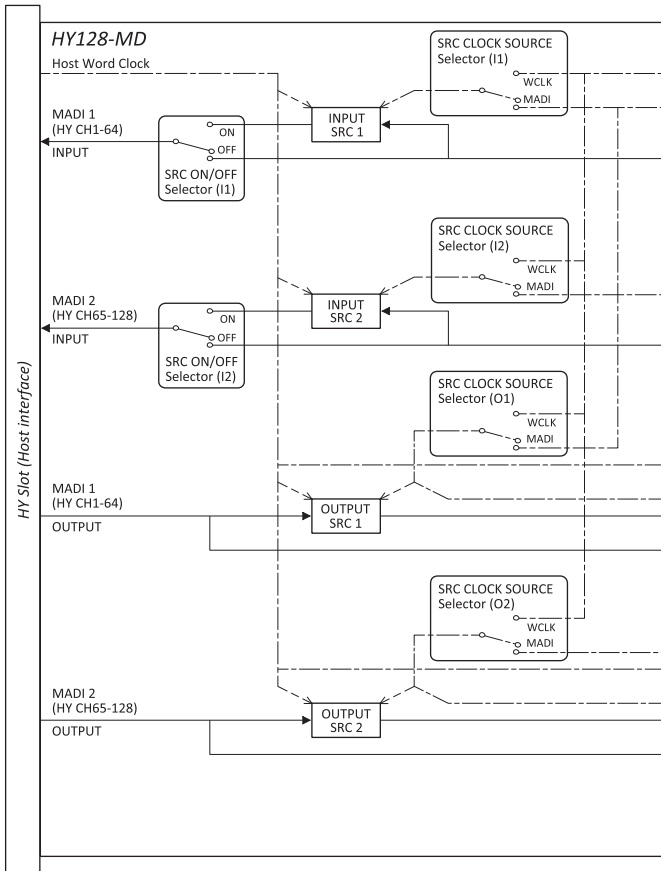 HY128-MD
Host Word Clock
SRC CLOCK SOURCE
Selector (I1)
WCLK
MADI
MADI 1
(HY CH1-64)
INPUT
ON
OFF
SRC ON/OFF
Selector (I1)
INPUT
SRC 1
SRC CLOCK SOURCE
Selector (I2)
WCLK
MADI
MADI 2
(HY CH65-128)
INPUT
ON
OFF
SRC ON/OFF
Selector (I2)
INPUT
SRC 2
HY Slot (Host interface)
SRC CLOCK SOURCE
Selector (O1)
WCLK
MADI
MADI 1
(HY CH1-64)
OUTPUT
OUTPUT
SRC 1
SRC CLOCK SOURCE
Selector (O2)
WCLK
MADI
MADI 2
(HY CH65-128)
OUTPUT
OUTPUT
SRC 2